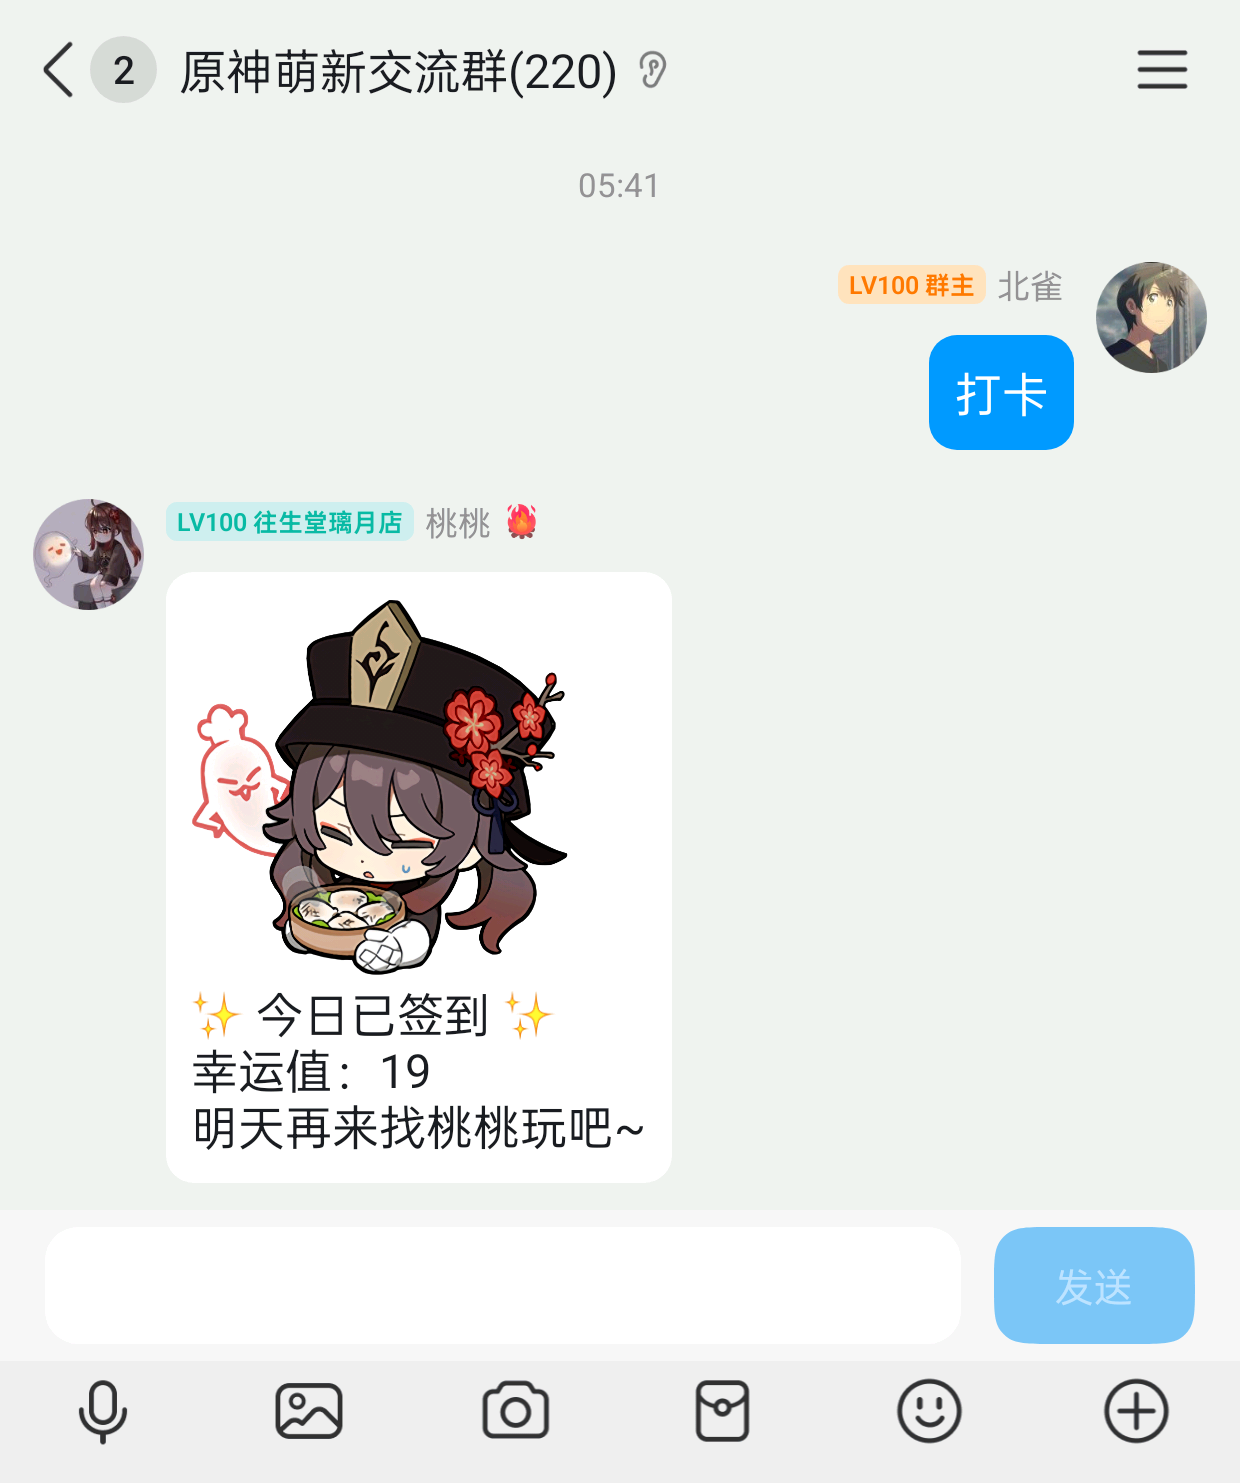 2
原神萌新交流群(220)
05:41
LV100 群主 北雀
打卡
LV100 往生堂璃月店 桃桃 🔥
✨ 今日已签到 ✨
幸运值：19
明天再来找桃桃玩吧~
发送